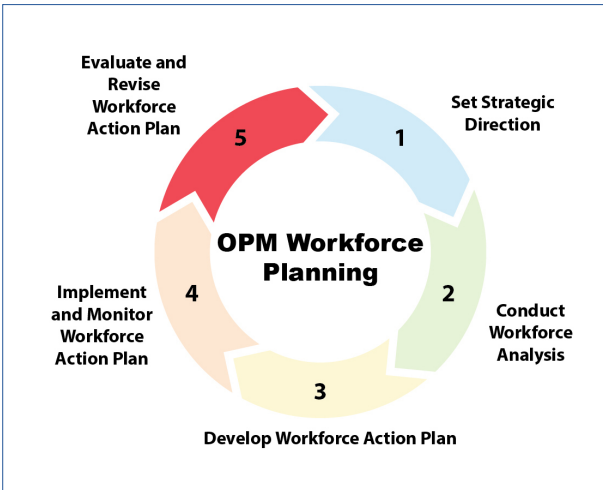 OPM Workforce
Planning
1
Set Strategic
Direction
2
Conduct
Workforce
Analysis
3
Develop Workforce Action Plan
4
Implement
and Monitor
Workforce
Action Plan
5
Evaluate and
Revise
Workforce
Action Plan